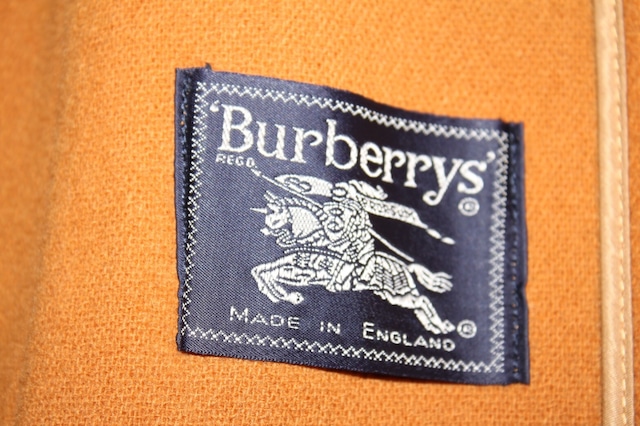 'Burberrys'
REGD
©
MADE IN ENGLAND ©